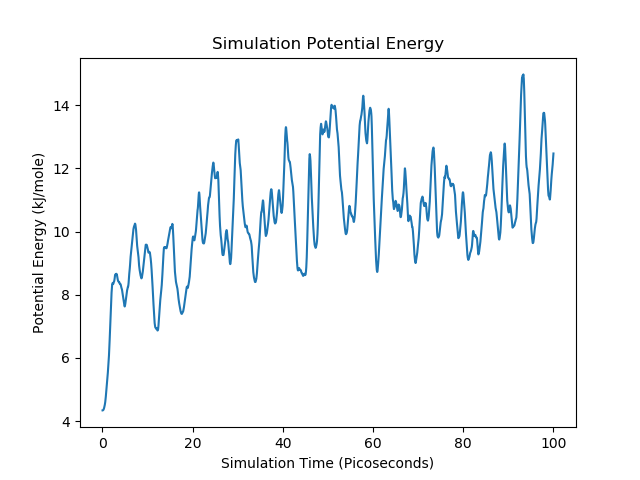 Simulation Potential Energy
Potential Energy (kJ/mole)
14
12
10
8
6
4
0 20 40 60 80 100
Simulation Time (Picoseconds)